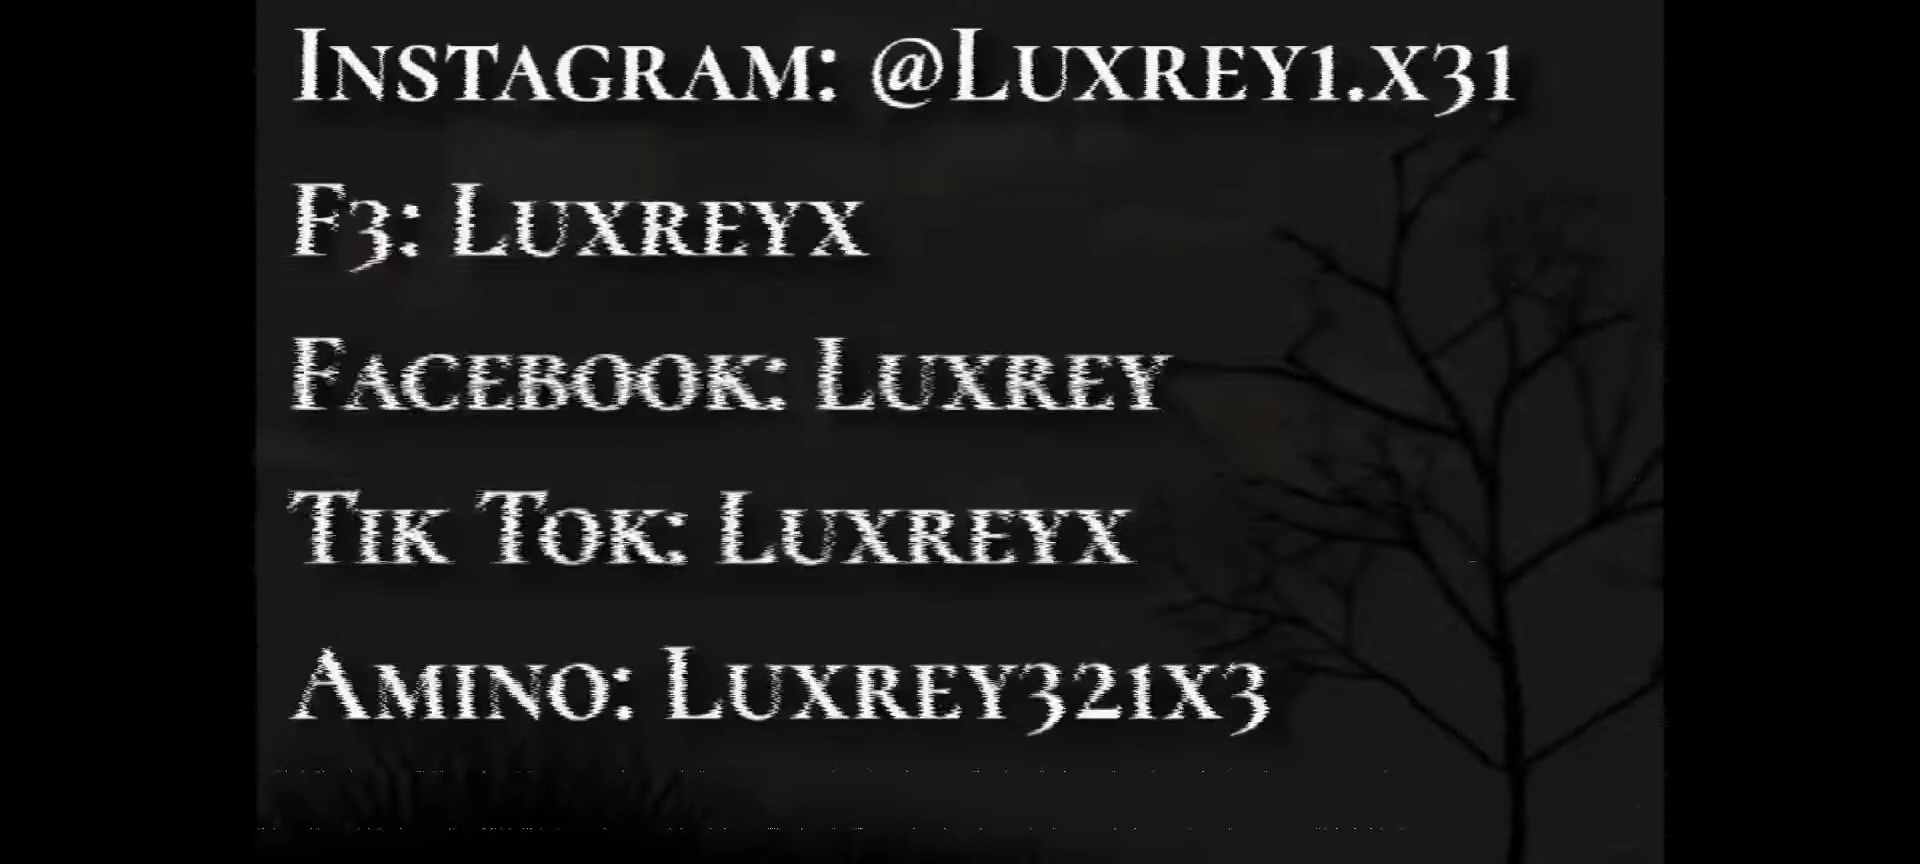 Instagram: @Luxrey1.x31
F3: Luxreyx
Facebook: Luxrey
Tik Tok: Luxreyx
Amino: Luxrey321x3